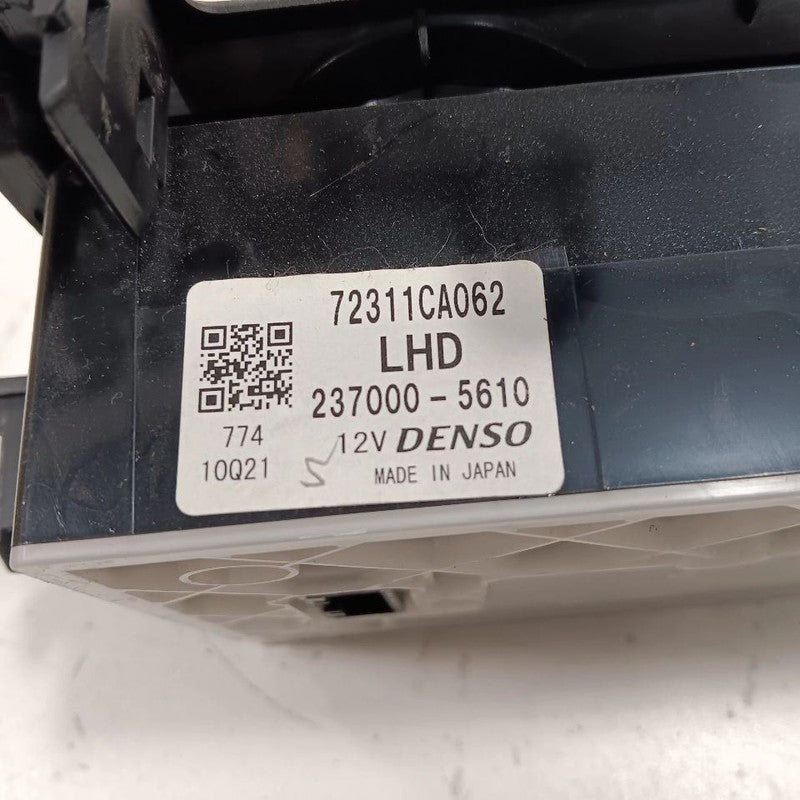 72311CA062
LHD
237000-5610
774
12V DENSO
10Q21
MADE IN JAPAN